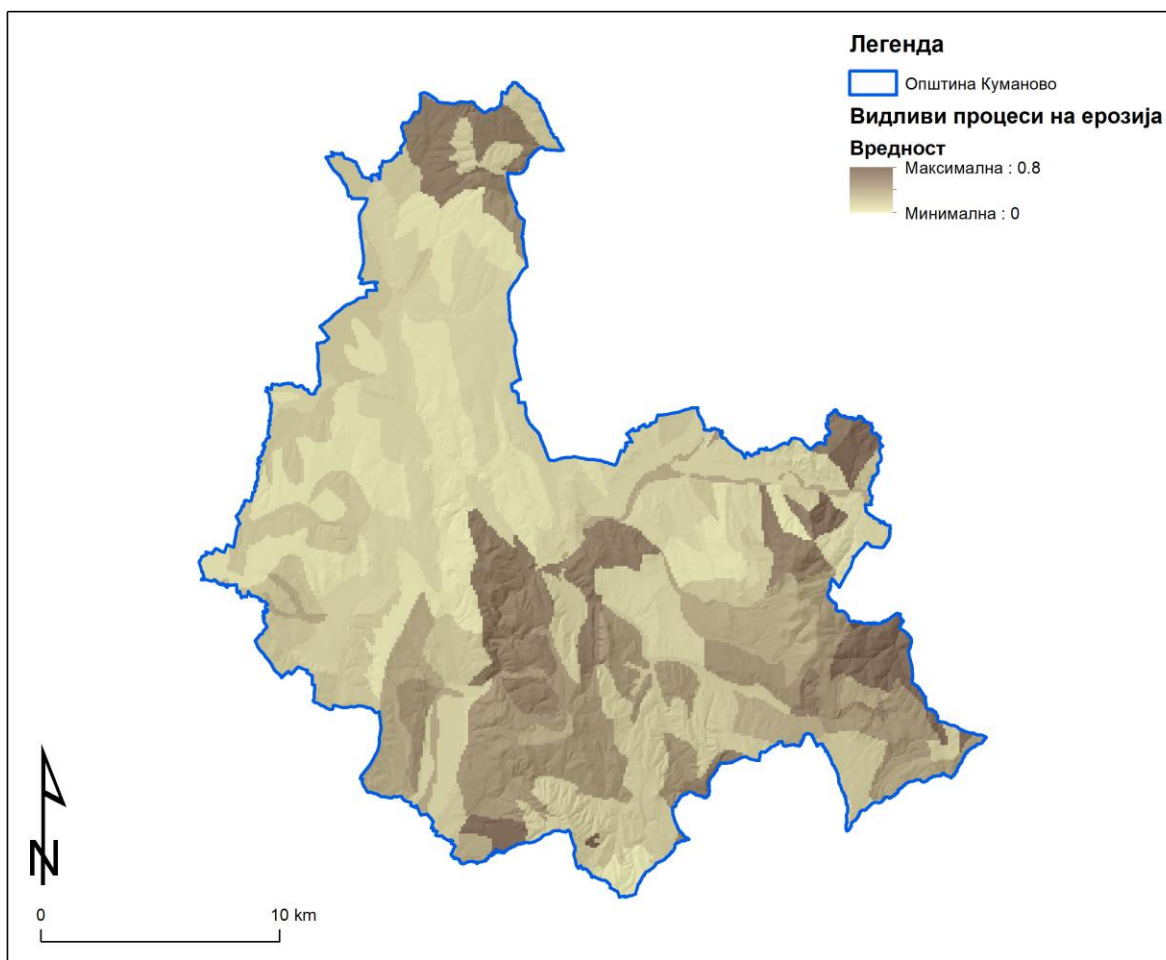 Легенда
Општина Куманово
Видливи процеси на ерозија
Вредност
Максимална : 0.8
Минимална : 0
N
0
10 km